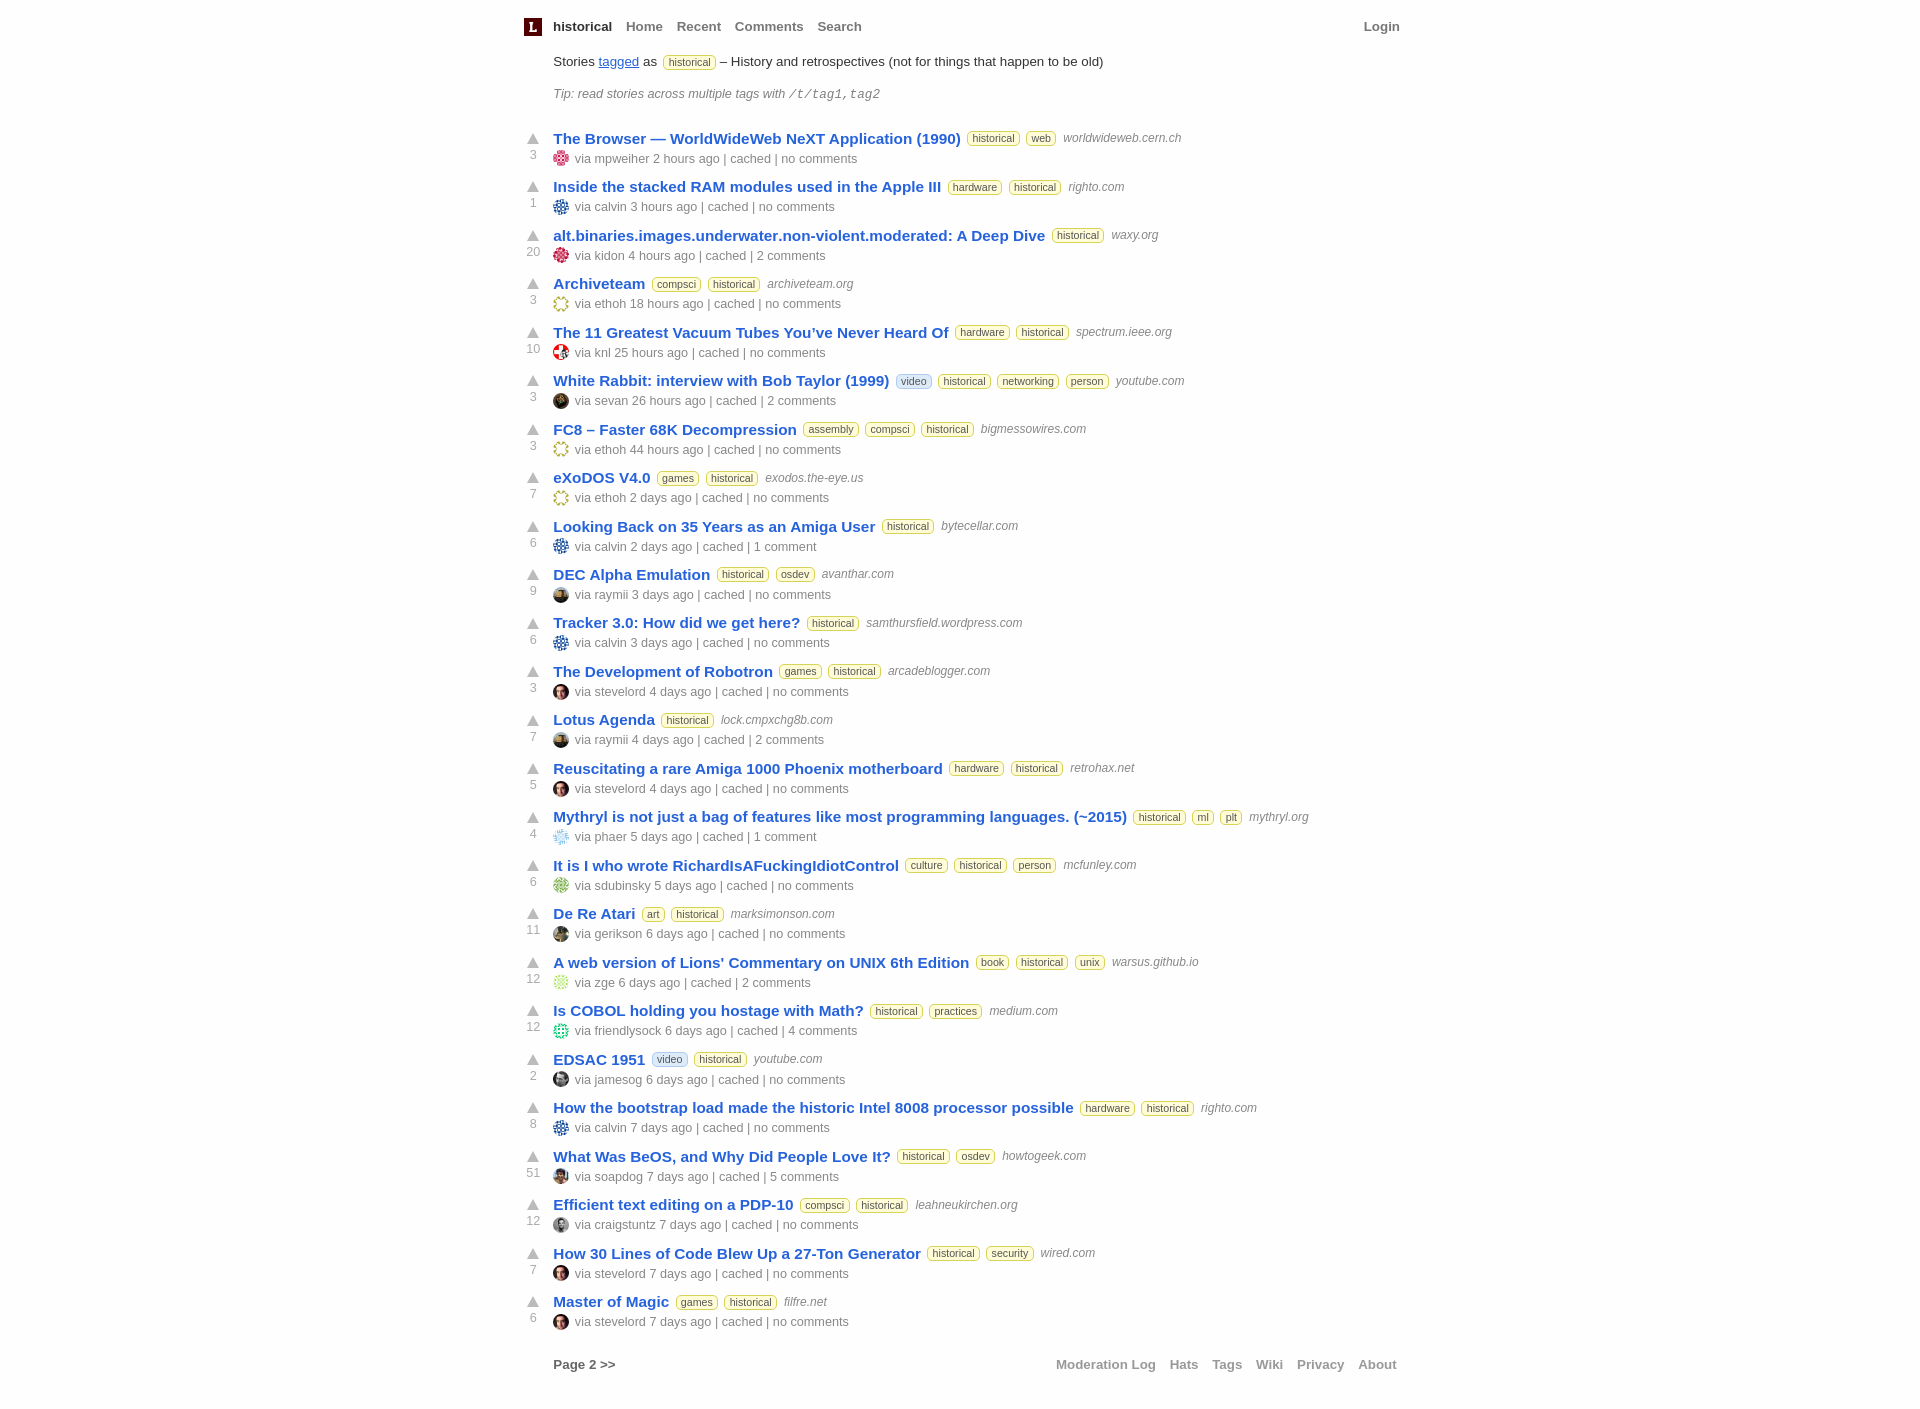 L historical Home Recent Comments Search Login
Stories tagged as historical – History and retrospectives (not for things that happen to be old)
Tip: read stories across multiple tags with /t/tag1,tag2
The Browser — WorldWideWeb NeXT Application (1990) historical web worldwideweb.cern.ch
3 via mpweiher 2 hours ago | cached | no comments
Inside the stacked RAM modules used in the Apple III hardware historical righto.com
1 via calvin 3 hours ago | cached | no comments
alt.binaries.images.underwater.non-violent.moderated: A Deep Dive historical waxy.org
20 via kidon 4 hours ago | cached | 2 comments
Archiveteam compsci historical archiveteam.org
3 via ethoh 18 hours ago | cached | no comments
The 11 Greatest Vacuum Tubes You’ve Never Heard Of hardware historical spectrum.ieee.org
10 via knl 25 hours ago | cached | no comments
White Rabbit: interview with Bob Taylor (1999) video historical networking person youtube.com
3 via sevan 26 hours ago | cached | 2 comments
FC8 – Faster 68K Decompression assembly compsci historical bigmessowires.com
3 via ethoh 44 hours ago | cached | no comments
eXoDOS V4.0 games historical exodos.the-eye.us
7 via ethoh 2 days ago | cached | no comments
Looking Back on 35 Years as an Amiga User historical bytecellar.com
6 via calvin 2 days ago | cached | 1 comment
DEC Alpha Emulation historical osdev avanthar.com
9 via raymii 3 days ago | cached | no comments
Tracker 3.0: How did we get here? historical samthursfield.wordpress.com
6 via calvin 3 days ago | cached | no comments
The Development of Robotron games historical arcadeblogger.com
3 via stevelord 4 days ago | cached | no comments
Lotus Agenda historical lock.cmpxchg8b.com
7 via raymii 4 days ago | cached | 2 comments
Reuscitating a rare Amiga 1000 Phoenix motherboard hardware historical retrohax.net
5 via stevelord 4 days ago | cached | no comments
Mythryl is not just a bag of features like most programming languages. (~2015) historical ml plt mythryl.org
4 via phaer 5 days ago | cached | 1 comment
It is I who wrote RichardIsAFuckingIdiotControl culture historical person mcfunley.com
6 via sdubinsky 5 days ago | cached | no comments
De Re Atari art historical marksimonson.com
11 via gerikson 6 days ago | cached | no comments
A web version of Lions' Commentary on UNIX 6th Edition book historical unix warsus.github.io
12 via zge 6 days ago | cached | 2 comments
Is COBOL holding you hostage with Math? historical practices medium.com
12 via friendlysock 6 days ago | cached | 4 comments
EDSAC 1951 video historical youtube.com
2 via jamesog 6 days ago | cached | no comments
How the bootstrap load made the historic Intel 8008 processor possible hardware historical righto.com
8 via calvin 7 days ago | cached | no comments
What Was BeOS, and Why Did People Love It? historical osdev howtogeek.com
51 via soapdog 7 days ago | cached | 5 comments
Efficient text editing on a PDP-10 compsci historical leahneukirchen.org
12 via craigstuntz 7 days ago | cached | no comments
How 30 Lines of Code Blew Up a 27-Ton Generator historical security wired.com
7 via stevelord 7 days ago | cached | no comments
Master of Magic games historical filfre.net
6 via stevelord 7 days ago | cached | no comments
Page 2 >> Moderation Log Hats Tags Wiki Privacy About